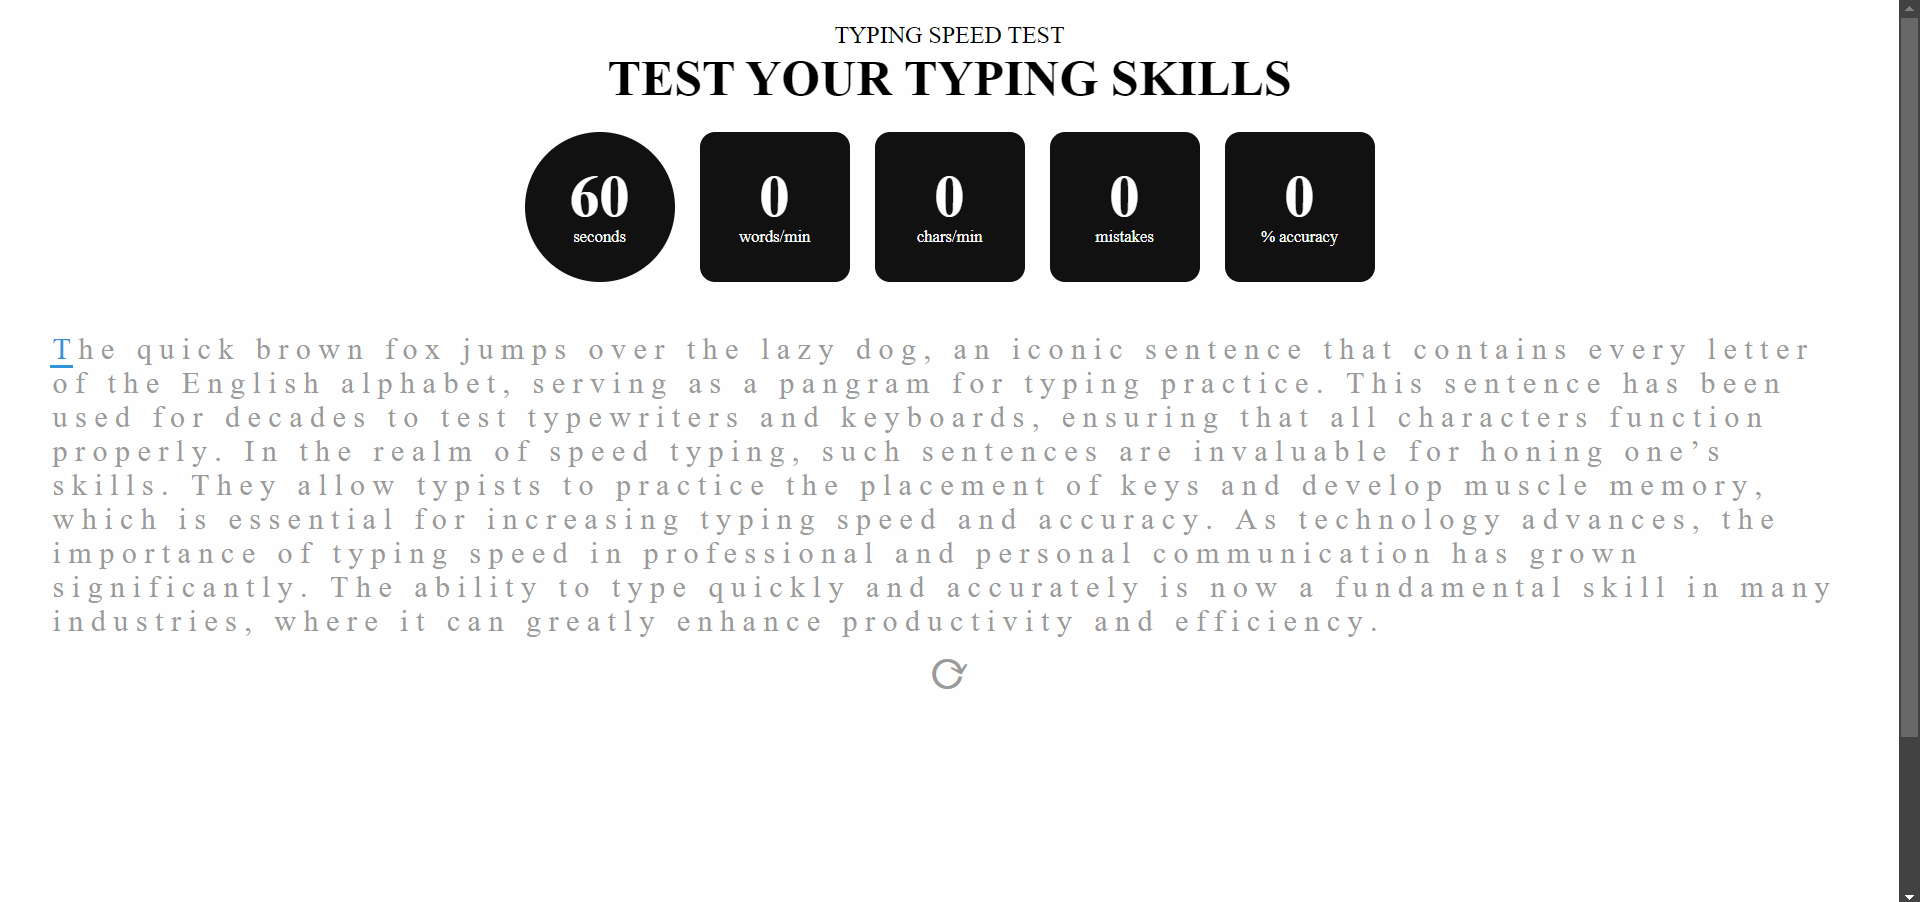 TYPING SPEED TEST
TEST YOUR TYPING SKILLS
60
seconds
0
words/min
0
chars/min
0
mistakes
0
% accuracy
The quick brown fox jumps over the lazy dog, an iconic sentence that contains every letter
of the English alphabet, serving as a pangram for typing practice. This sentence has been
used for decades to test typewriters and keyboards, ensuring that all characters function
properly. In the realm of speed typing, such sentences are invaluable for honing one’s
skills. They allow typists to practice the placement of keys and develop muscle memory,
which is essential for increasing typing speed and accuracy. As technology advances, the
importance of typing speed in professional and personal communication has grown
significantly. The ability to type quickly and accurately is now a fundamental skill in many
industries, where it can greatly enhance productivity and efficiency.